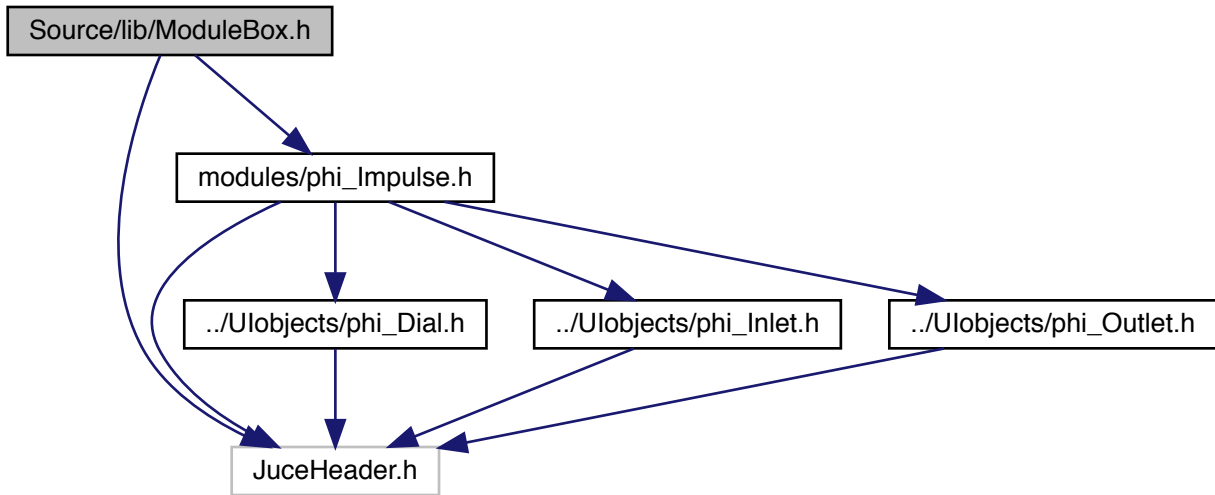 Source/lib/ModuleBox.h
modules/phi_Impulse.h
../UIobjects/phi_Dial.h
../UIobjects/phi_Inlet.h
../UIobjects/phi_Outlet.h
JuceHeader.h